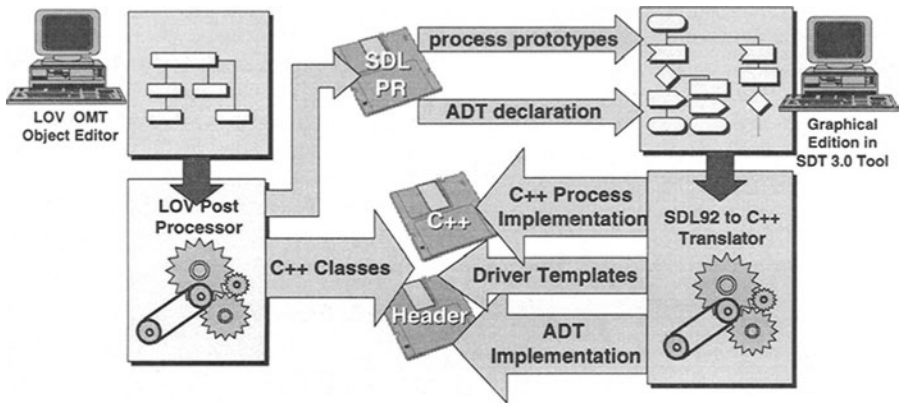 LOV OMT
Object Editor
SDL
PR
process prototypes
ADT declaration
Graphical
Edition in
SDT 3.0 Tool
LOV Post
Processor
C++ Classes
C++
Header
C++ Process
Implementation
Driver Templates
ADT
Implementation
SDL92 to C++
Translator